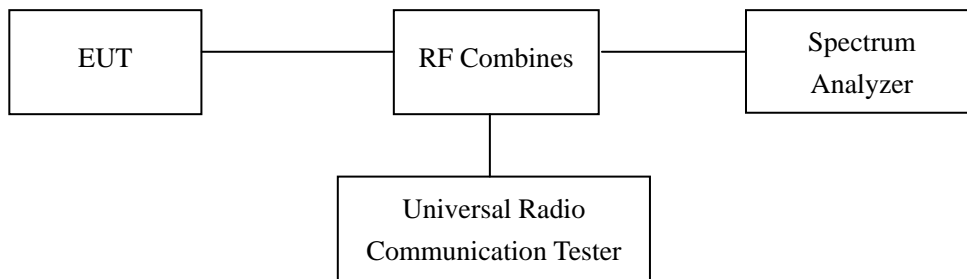 EUT
RF Combines
Spectrum
Analyzer
Universal Radio
Communication Tester